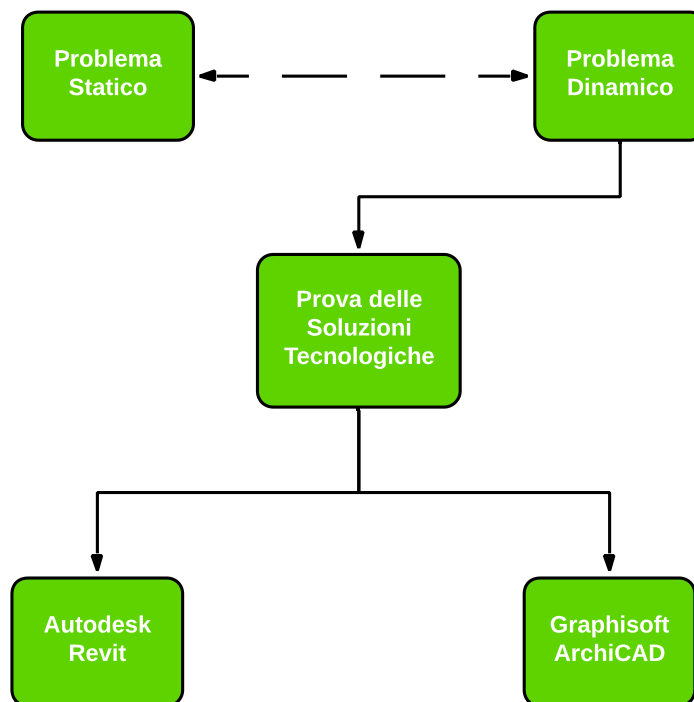 Problema
Statico
Problema
Dinamico
Prova delle
Soluzioni
Tecnologiche
Autodesk
Revit
Graphisoft
ArchiCAD